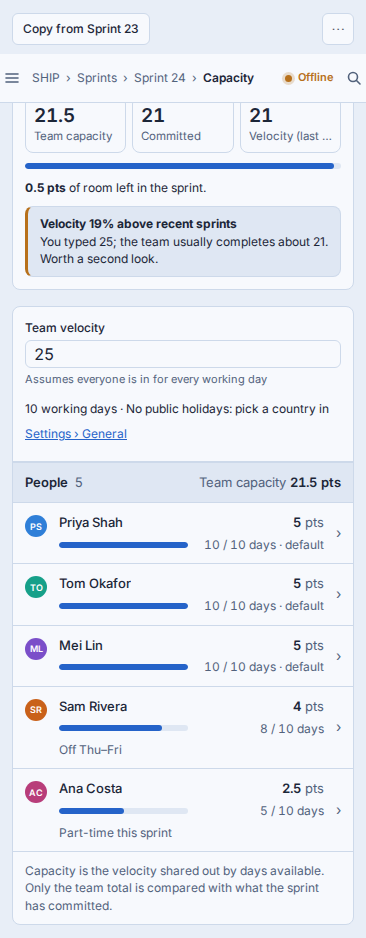 Copy from Sprint 23
···
SHIP › Sprints › Sprint 24 › Capacity
Offline
21.5
Team capacity
21
Committed
21
Velocity (last ...
0.5 pts of room left in the sprint.
Velocity 19% above recent sprints
You typed 25; the team usually completes about 21.
Worth a second look.
Team velocity
25
Assumes everyone is in for every working day
10 working days · No public holidays: pick a country in
Settings › General
People 5
Team capacity 21.5 pts
PS
Priya Shah
5 pts
10 / 10 days · default
TO
Tom Okafor
5 pts
10 / 10 days · default
ML
Mei Lin
5 pts
10 / 10 days · default
SR
Sam Rivera
4 pts
8 / 10 days
Off Thu–Fri
AC
Ana Costa
2.5 pts
5 / 10 days
Part-time this sprint
Capacity is the velocity shared out by days available.
Only the team total is compared with what the sprint
has committed.